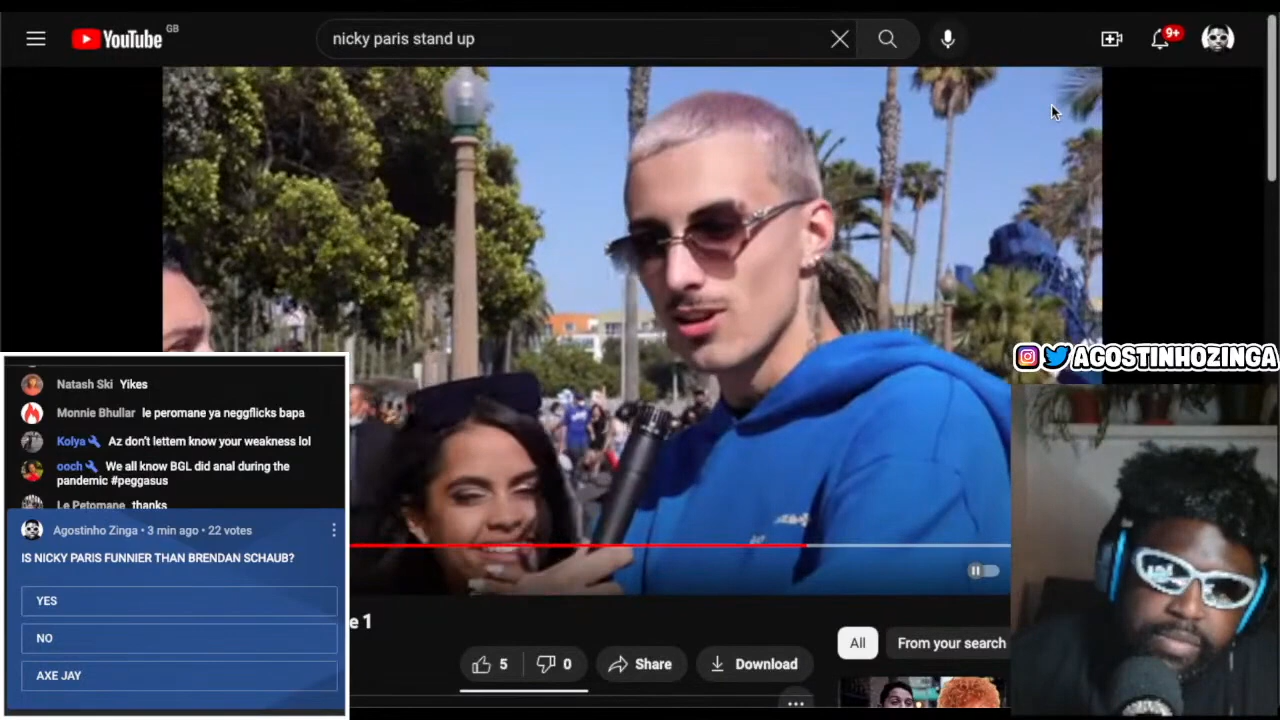 YouTube GB
nicky paris stand up
9+
AGOSTINHOZINGA
Natash Ski Yikes
Monnie Bhullar le peromane ya neggflicks bapa
Kolya Az don't lettem know your weakness lol
ooch We all know BGL did anal during the
pandemic #peggasus
Le Petomane thanks
Agostinho Zinga • 3 min ago • 22 votes
IS NICKY PARIS FUNNIER THAN BRENDAN SCHAUB?
YES
NO
AXE JAY
e 1
5
0
Share
Download
All
From your search